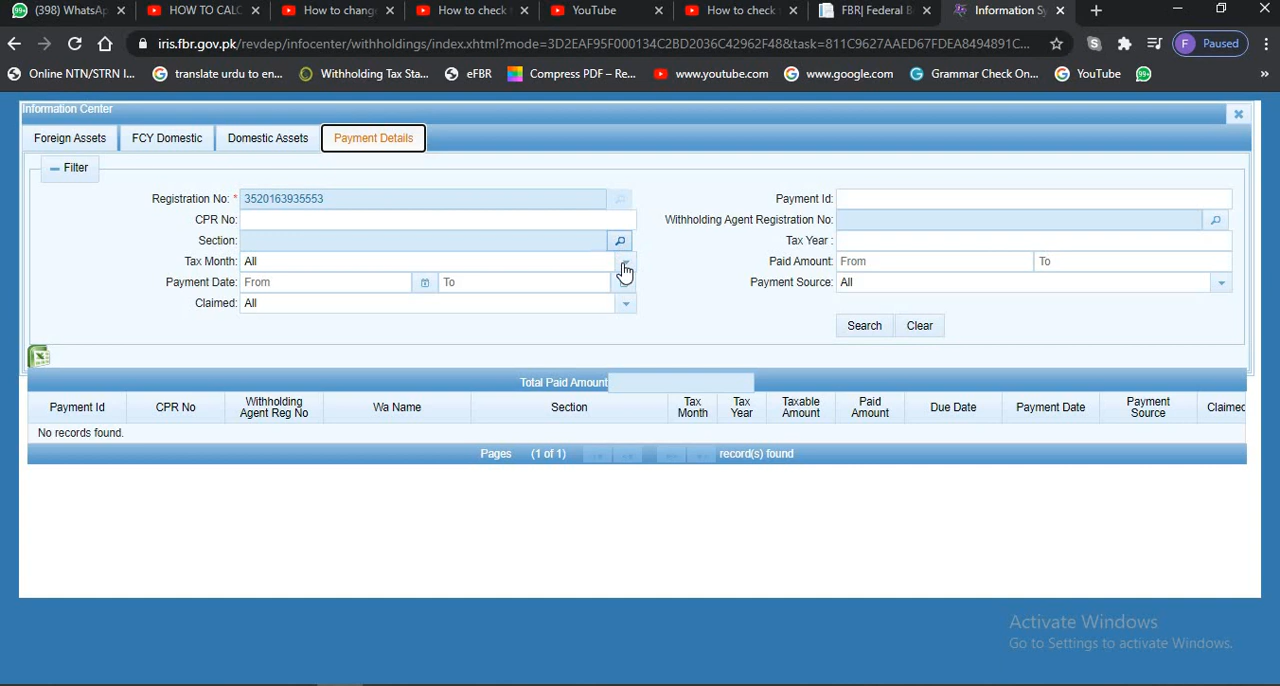 (398) WhatsAp
HOW TO CALC
How to change
How to check
YouTube
How to check
FBR| Federal B
Information Sy
iris.fbr.gov.pk/revdep/infocenter/withholdings/index.xhtml?mode=3D2EAF95F000134C2BD2036C42962F48&task=811C9627AAED67FDEA8494891C...
F Paused
Online NTN/STRN I...
translate urdu to en...
Withholding Tax Sta...
eFBR
Compress PDF – Re...
www.youtube.com
www.google.com
Grammar Check On...
YouTube
»
Information Center
Foreign Assets FCY Domestic Domestic Assets Payment Details
Filter
Registration No: * 3520163935553 Payment Id:
CPR No: Withholding Agent Registration No:
Section: Tax Year :
Tax Month: All Paid Amount: From To
Payment Date: From To Payment Source: All
Claimed: All
Search Clear
Total Paid Amount
Payment Id CPR No Withholding Agent Reg No Wa Name Section Tax Month Tax Year Taxable Amount Paid Amount Due Date Payment Date Payment Source Claimed
No records found.
Pages (1 of 1) record(s) found
Activate Windows
Go to Settings to activate Windows.